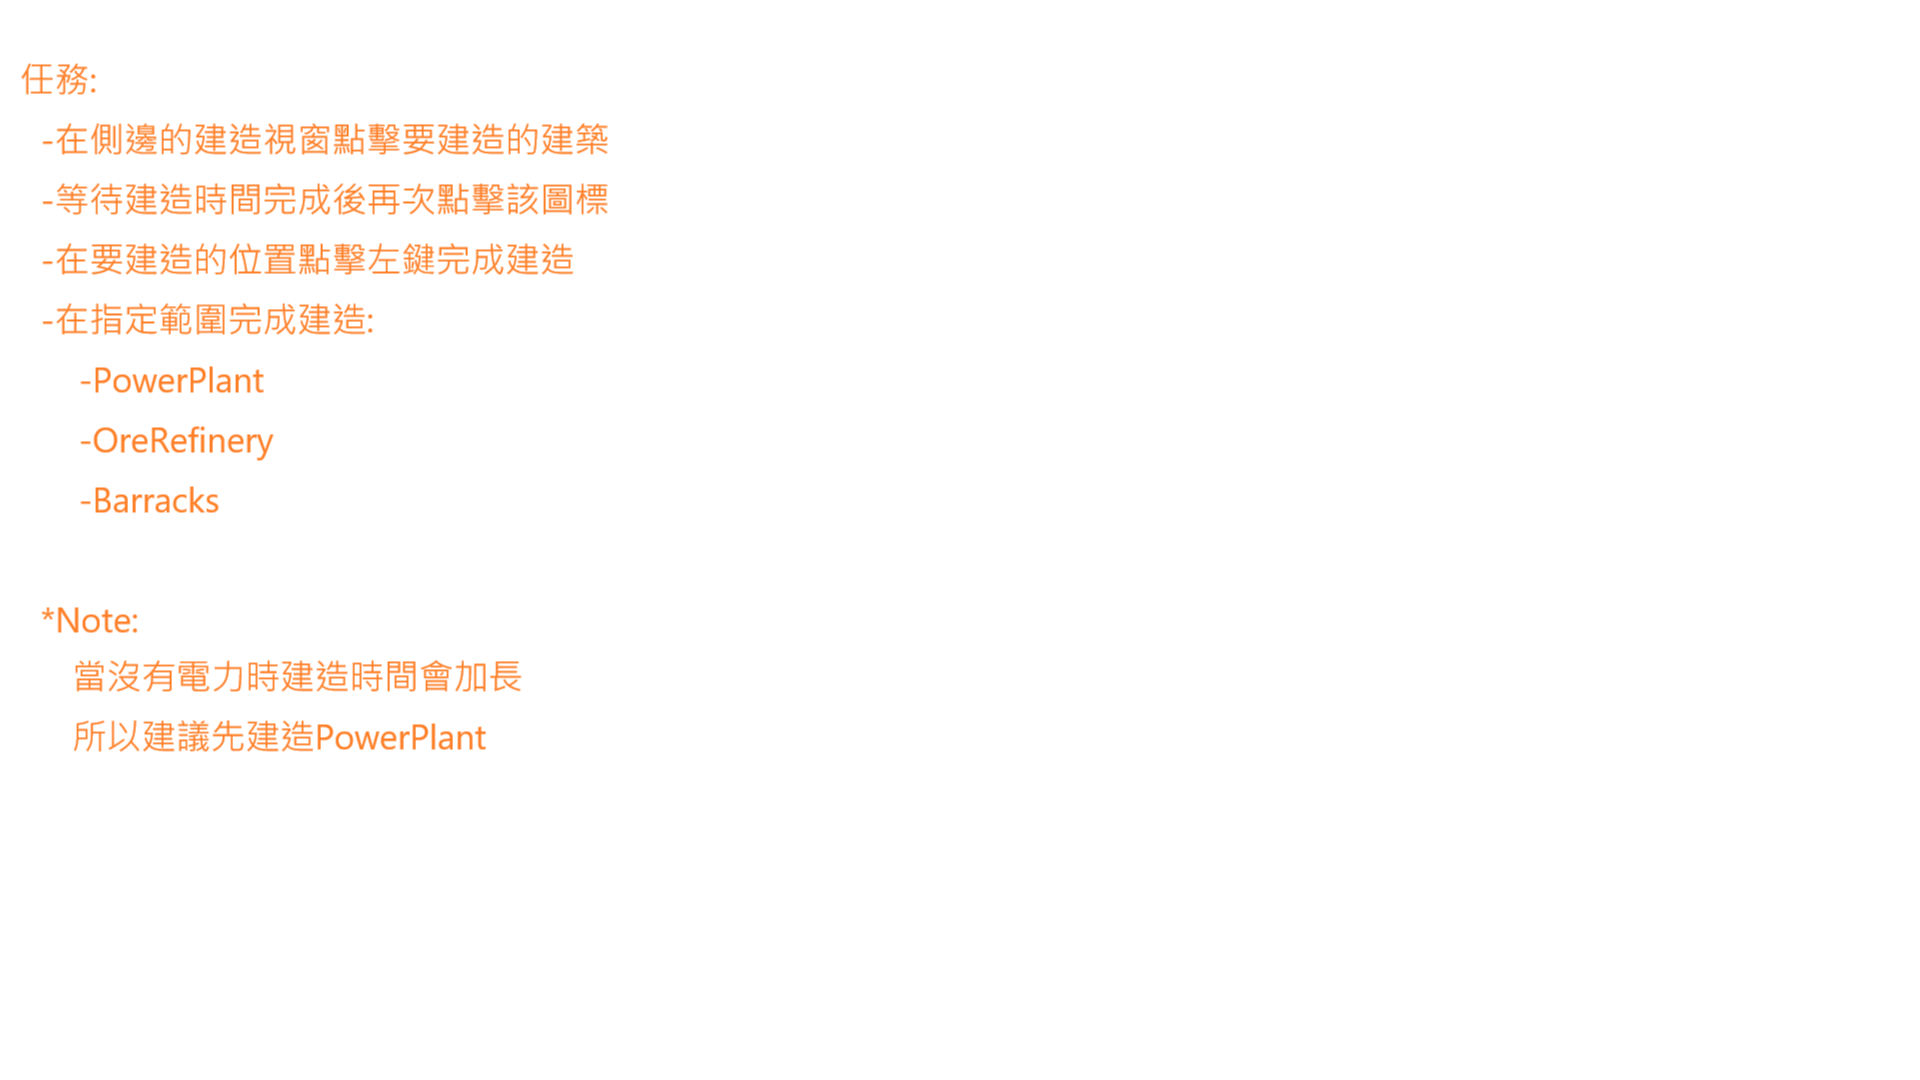 任務:
-在側邊的建造視窗點擊要建造的建築
-等待建造時間完成後再次點擊該圖標
-在要建造的位置點擊左鍵完成建造
-在指定範圍完成建造:
-PowerPlant
-OreRefinery
-Barracks
*Note:
當沒有電力時建造時間會加長
所以建議先建造PowerPlant